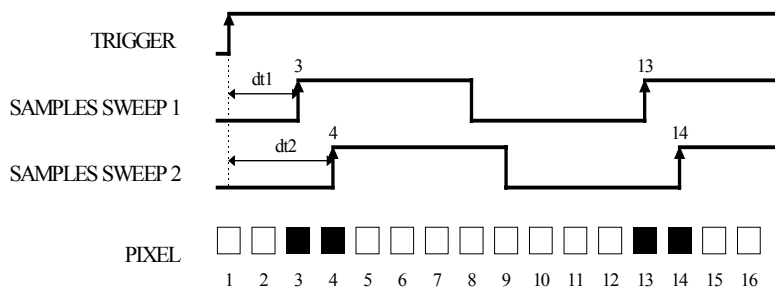 TRIGGER
dt1
3
13
SAMPLES SWEEP 1
dt2
4
14
SAMPLES SWEEP 2
PIXEL
1 2 3 4 5 6 7 8 9 10 11 12 13 14 15 16